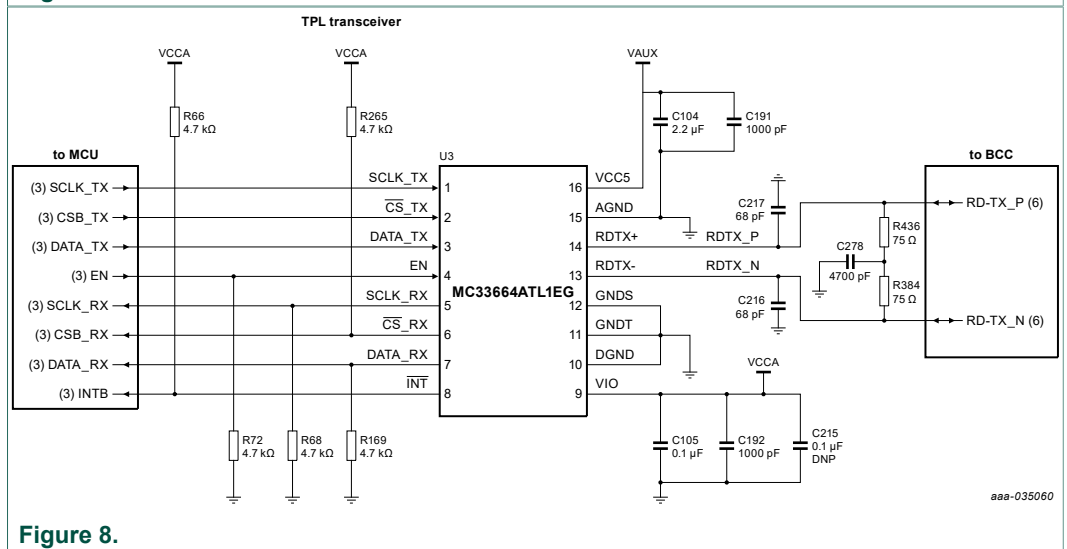 TPL transceiver
VCCA
VCCA
VAUX
R66
4.7 kΩ
R265
4.7 kΩ
C104
2.2 µF
C191
1000 pF
to MCU
U3
to BCC
(3) SCLK_TX
SCLK_TX
1
16
VCC5
(3) CSB_TX
CS_TX
2
15
AGND
(3) DATA_TX
DATA_TX
3
14
RDTX+
RDTX_P
(3) EN
EN
4
13
RDTX-
RDTX_N
MC33664ATL1EG
(3) SCLK_RX
SCLK_RX
5
12
GNDS
(3) CSB_RX
CS_RX
6
11
GNDT
(3) DATA_RX
DATA_RX
7
10
DGND
(3) INTB
INT
8
9
VIO
C217
68 pF
C216
68 pF
C278
4700 pF
R436
75 Ω
R384
75 Ω
RD-TX_P (6)
RD-TX_N (6)
VCCA
R72
4.7 kΩ
R68
4.7 kΩ
R169
4.7 kΩ
C105
0.1 µF
C192
1000 pF
C215
0.1 µF
DNP
aaa-035060
Figure 8.